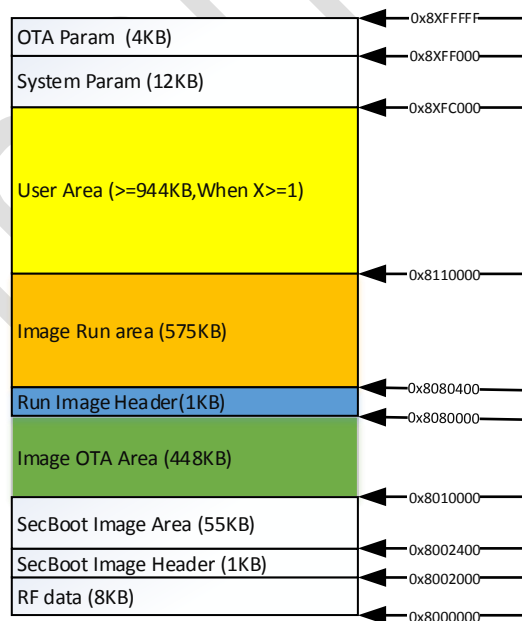 0x8XFFFFF
OTA Param (4KB)
0x8XFF000
System Param (12KB)
0x8XFC000
User Area (>=944KB,When X>=1)
0x8110000
Image Run area (575KB)
0x8080400
Run Image Header(1KB)
0x8080000
Image OTA Area (448KB)
0x8010000
SecBoot Image Area (55KB)
0x8002400
SecBoot Image Header (1KB)
0x8002000
RF data (8KB)
0x8000000